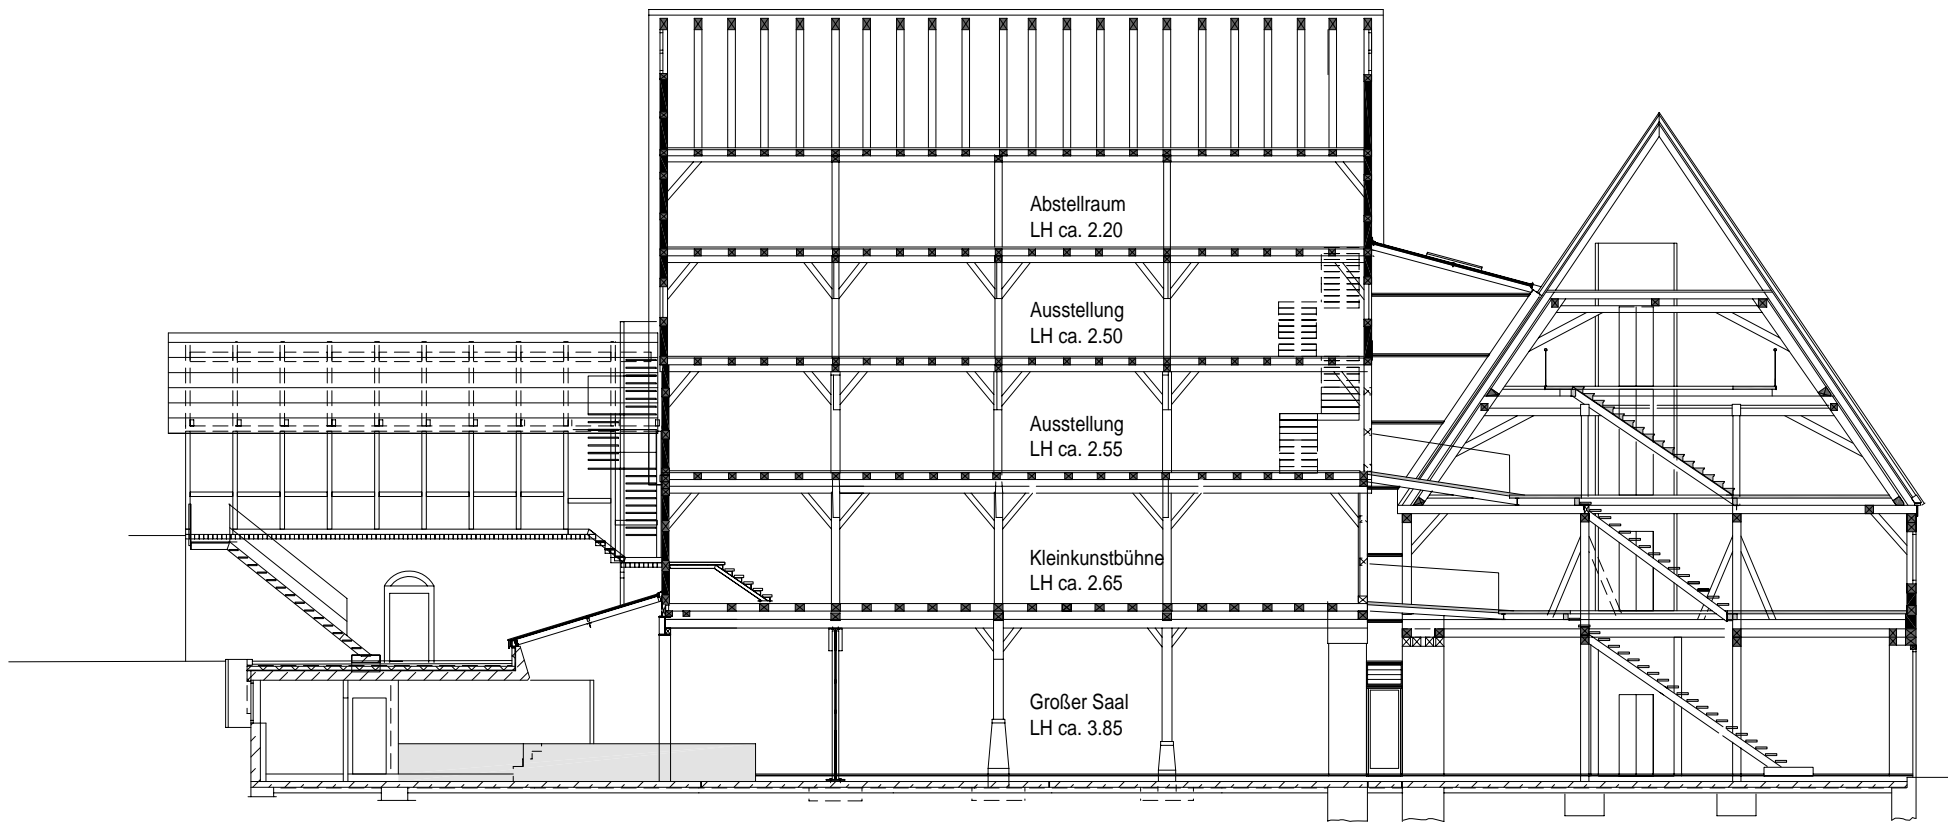 Abstellraum
LH ca. 2.20
Ausstellung
LH ca. 2.50
Ausstellung
LH ca. 2.55
Kleinkunstbühne
LH ca. 2.65
Großer Saal
LH ca. 3.85